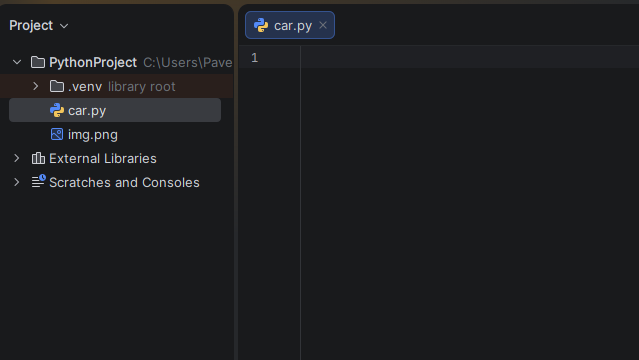 Project
car.py
PythonProject C:\Users\Pave
1
.venv library root
car.py
img.png
External Libraries
Scratches and Consoles